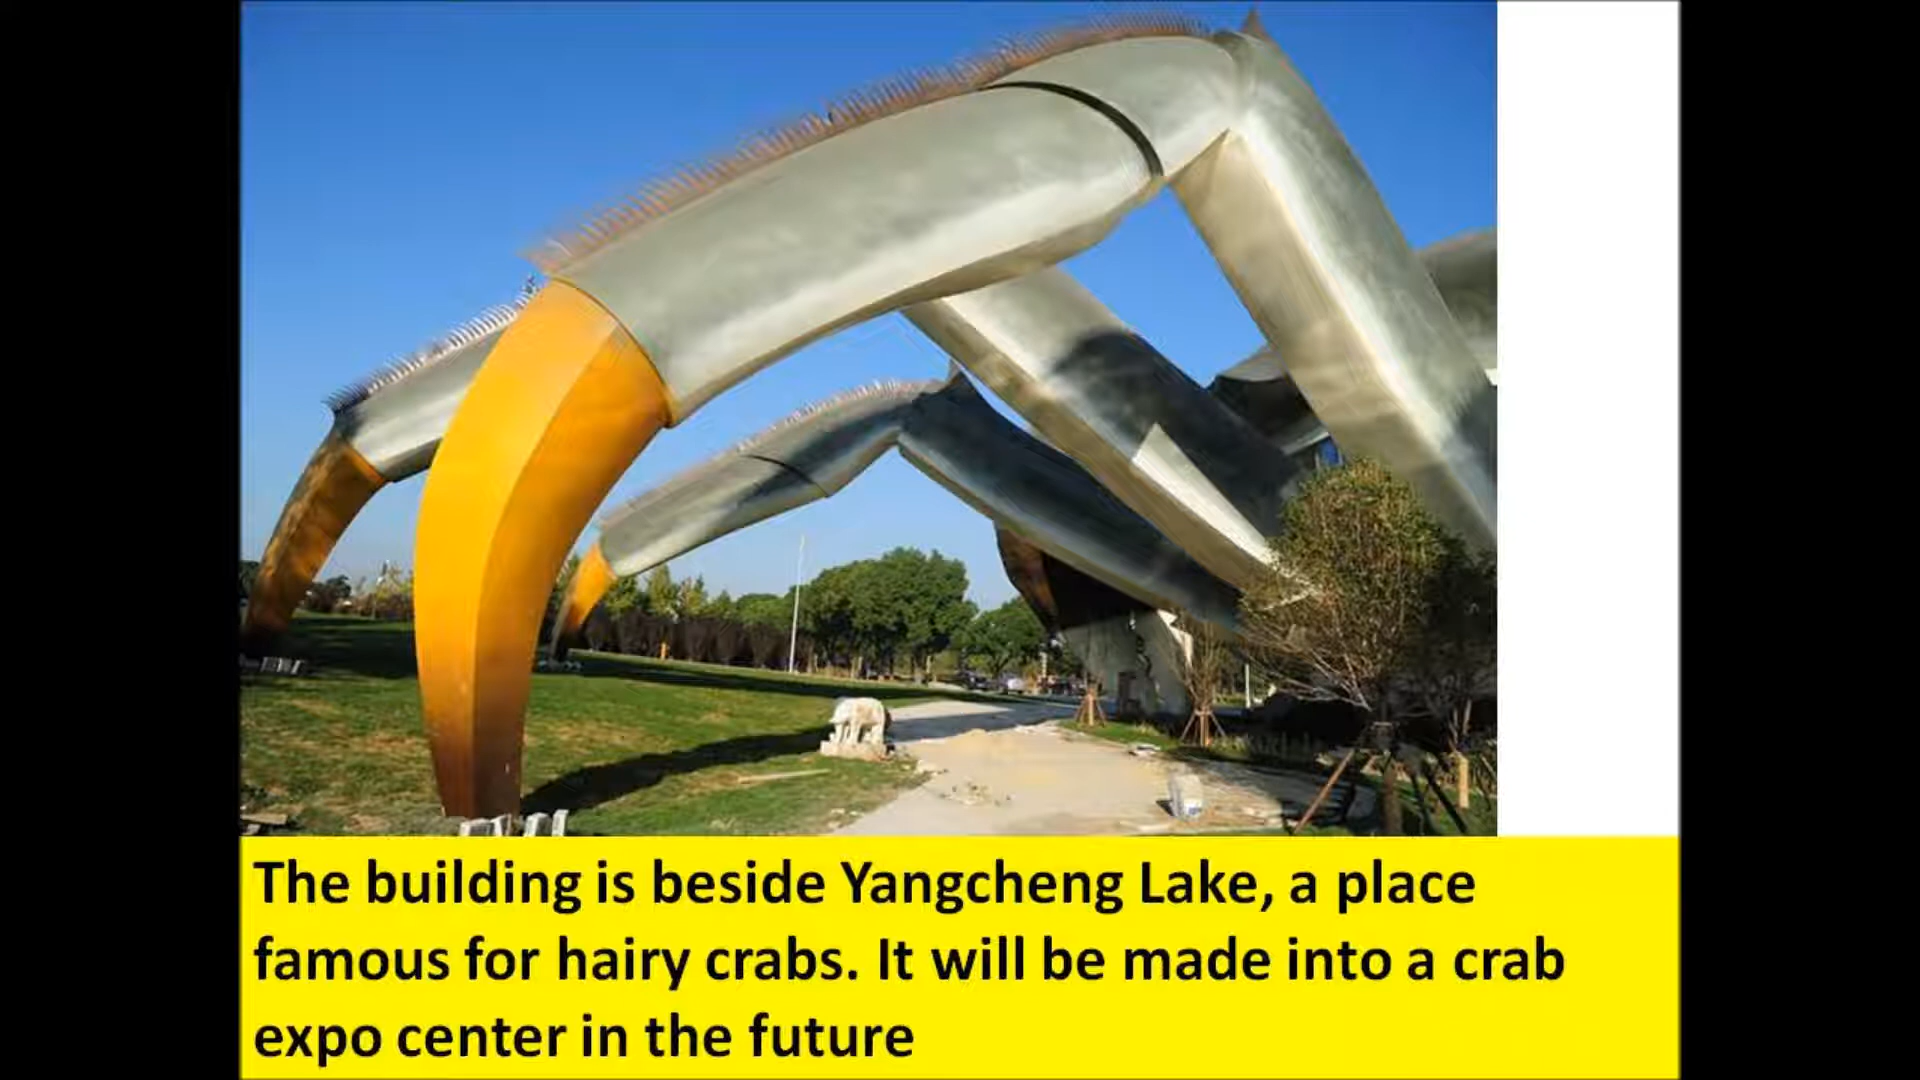 The building is beside Yangcheng Lake, a place
famous for hairy crabs. It will be made into a crab
expo center in the future